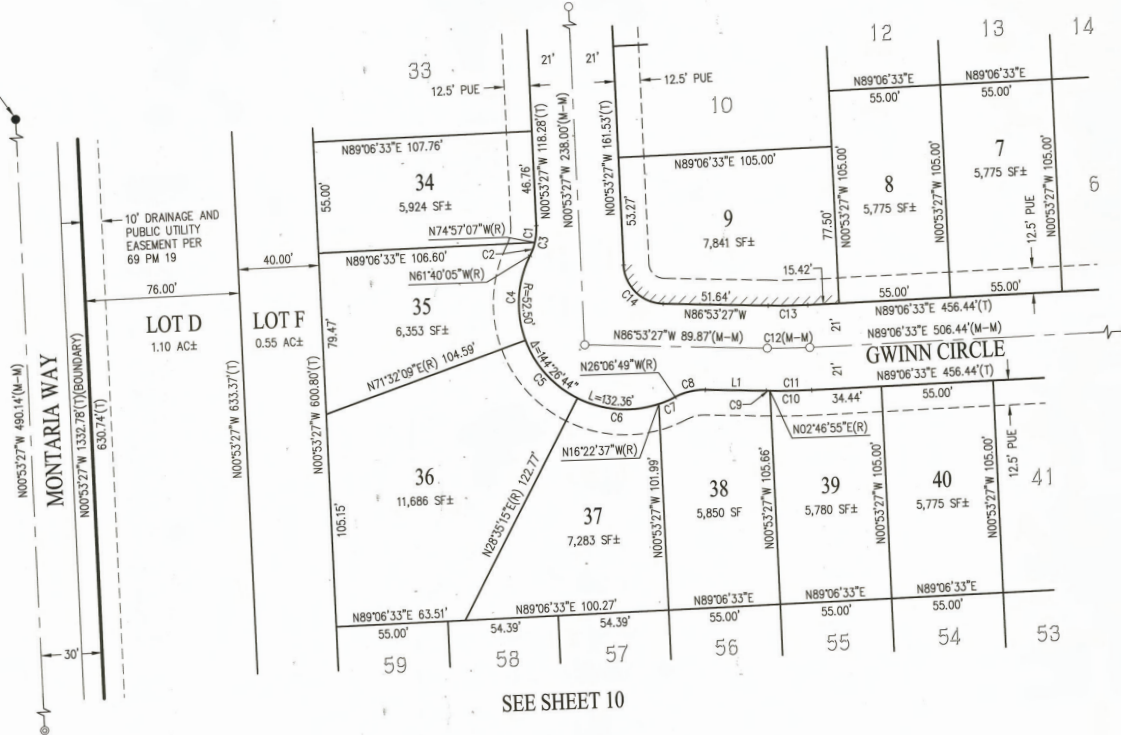 12
13
14
33
21'
21'
12.5' PUE
12.5' PUE
10
N89°06'33"E
55.00'
N89°06'33"E
55.00'
N00°53'27"W 118.28'(T)
N00°53'27"W 238.00'(M-M)
N00°53'27"W 161.53'(T)
N89°06'33"E 107.76'
34
5,924 SF±
46.76'
55.00'
N89°06'33"E 105.00'
9
7,841 SF±
53.27'
77.50'
N00°53'27"W 105.00'
8
5,775 SF±
N00°53'27"W 105.00'
7
5,775 SF±
N00°53'27"W 105.00'
6
12.5' PUE
10' DRAINAGE AND
PUBLIC UTILITY
EASEMENT PER
69 PM 19
N74°57'07"W(R)
C1
C3
C2
N89°06'33"E 106.60'
N61°40'05"W(R)
40.00'
76.00'
LOT D
1.10 AC±
LOT F
0.55 AC±
35
6,353 SF±
79.47'
C4
R=52.50'
Δ=144°26'44"
L=132.36'
15.42'
C14
51.64'
N86°53'27"W
C13
55.00'
55.00'
N89°06'33"E 456.44'(T)
21'
N86°53'27"W 89.87'(M-M)
C12(M-M)
N89°06'33"E 506.44'(M-M)
GWINN CIRCLE
21'
N89°06'33"E 456.44'(T)
N71°32'09"E(R) 104.59'
C5
N26°06'49"W(R)
C8
L1
C11
C10
C9
34.44'
55.00'
C6
C7
N02°46'55"E(R)
N16°22'37"W(R)
12.5' PUE
N00°53'27"W 490.14'(M-M)
MONTARIA WAY
N00°53'27"W 1332.78'(T)(BOUNDARY)
630.74'(T)
N00°53'27"W 633.37'(T)
N00°53'27"W 600.80'(T)
36
11,686 SF±
105.15'
N28°35'15"E(R) 122.77'
37
7,283 SF±
N00°53'27"W 101.99'
38
5,850 SF
N00°53'27"W 105.66'
39
5,780 SF±
N00°53'27"W 105.00'
40
5,775 SF±
N00°53'27"W 105.00'
41
N89°06'33"E 63.51'
N89°06'33"E 100.27'
N89°06'33"E
N89°06'33"E
N89°06'33"E
55.00'
54.39'
54.39'
55.00'
55.00'
55.00'
30'
59
58
57
56
55
54
53
SEE SHEET 10